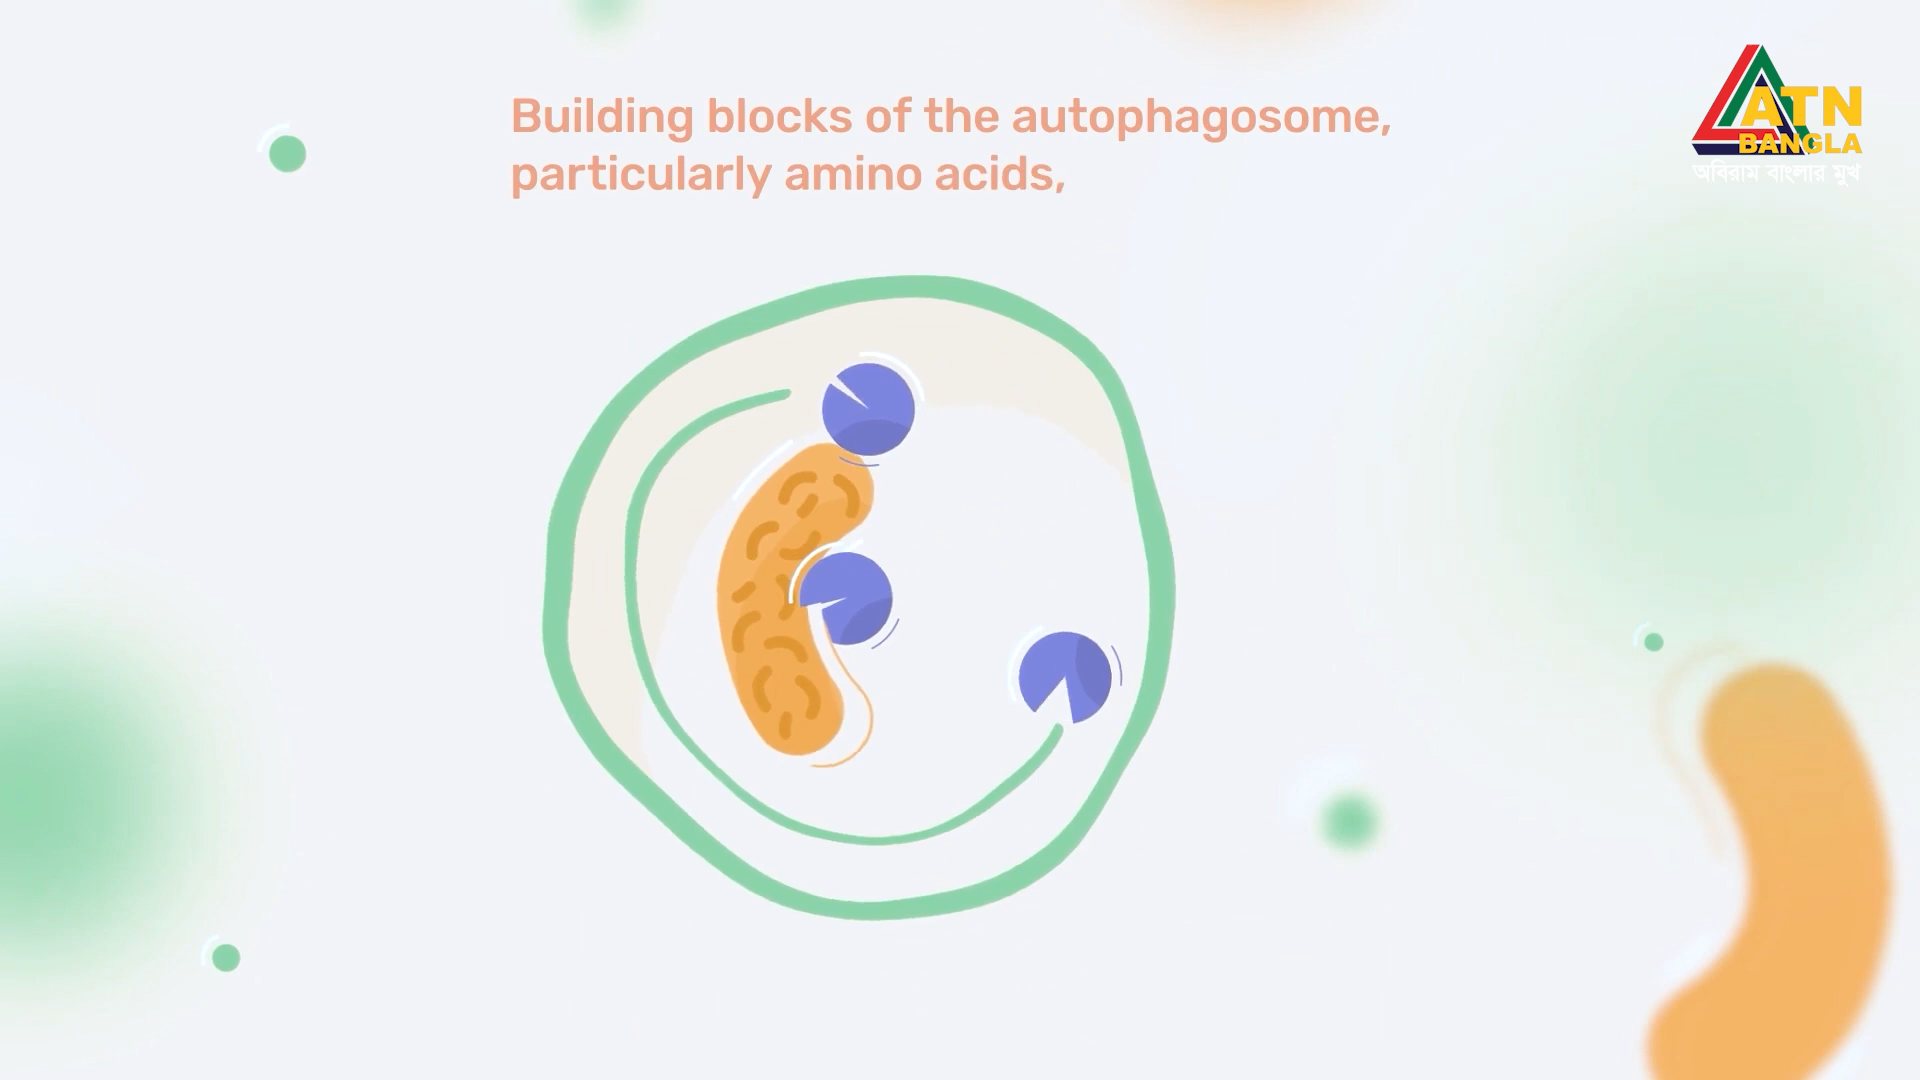 Building blocks of the autophagosome,
particularly amino acids,
ATN
BANGLA
অবিরাম বাংলার মুখ